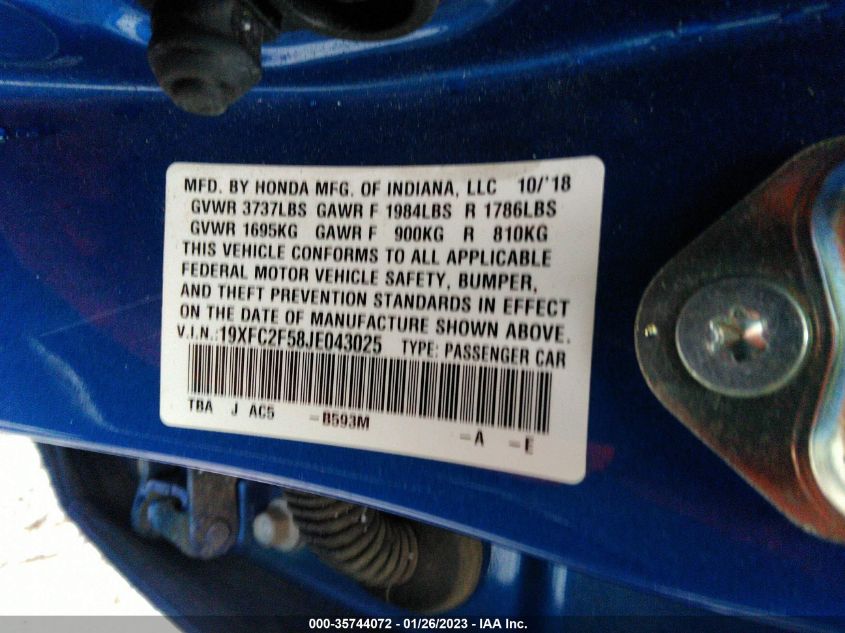 MFD. BY HONDA MFG. OF INDIANA, LLC 10/'18
GVWR 3737LBS GAWR F 1984LBS R 1786LBS
GVWR 1695KG GAWR F 900KG R 810KG
THIS VEHICLE CONFORMS TO ALL APPLICABLE
FEDERAL MOTOR VEHICLE SAFETY, BUMPER,
AND THEFT PREVENTION STANDARDS IN EFFECT
ON THE DATE OF MANUFACTURE SHOWN ABOVE.
V.I.N.:19XFC2F58JE043025 TYPE: PASSENGER CAR
TBA J AC5 -B593M -A -E
000-35744072 - 01/26/2023 - IAA Inc.